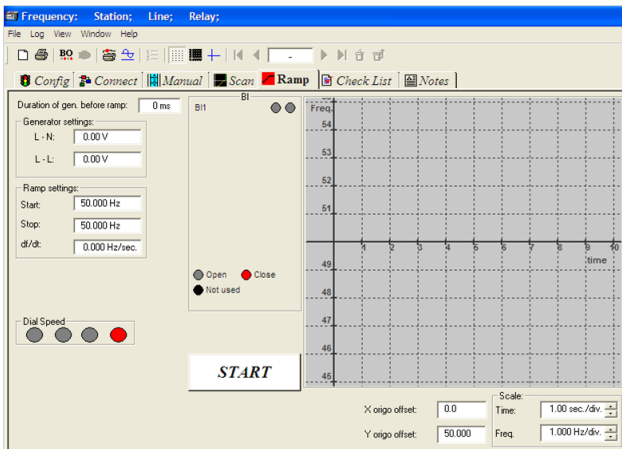 Frequency: Station; Line; Relay;
File Log View Window Help
BO -
Config Connect Manual Scan Ramp Check List Notes
Duration of gen. before ramp: 0 ms
Generator settings:
L - N: 0.00 V
L - L: 0.00 V
Ramp settings:
Start: 50.000 Hz
Stop: 50.000 Hz
df/dt: 0.000 Hz/sec.
Dial Speed
BI
BI1
Open Close
Not used
START
Freq.
54
53
52
51
1 2 3 4 5 6 7 8 9 10
time
49
48
47
46
45
X origo offset: 0.0
Y origo offset: 50.000
Scale:
Time: 1.00 sec./div.
Freq. 1.000 Hz/div.